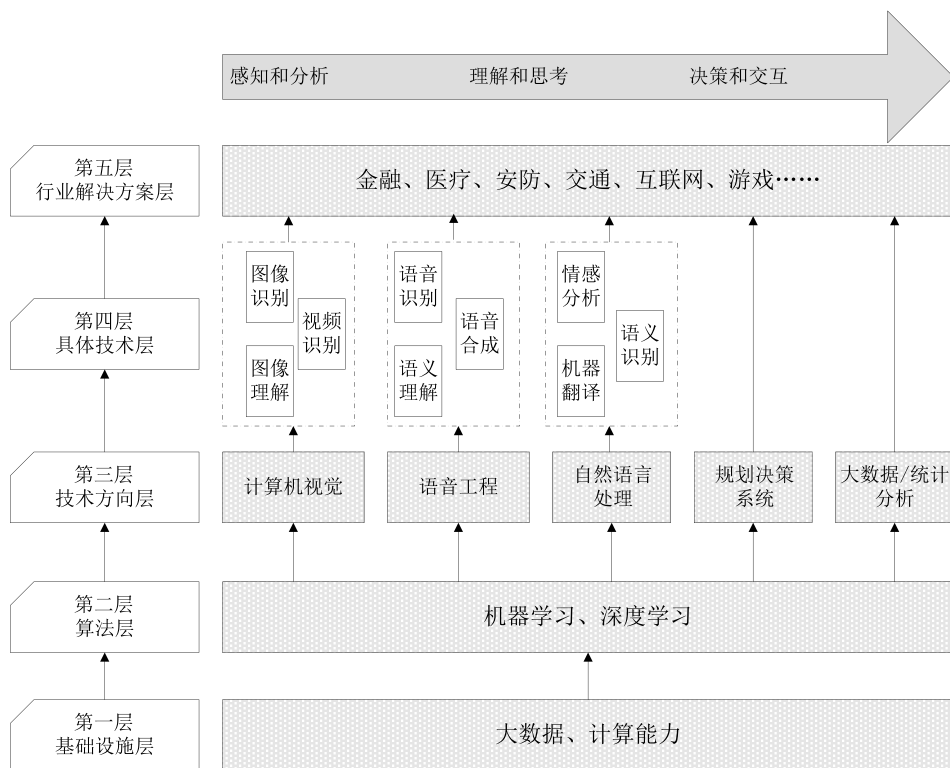 感知和分析
理解和思考
决策和交互
第五层
行业解决方案层
金融、医疗、安防、交通、互联网、游戏……
第四层
具体技术层
图像
识别
视频
识别
图像
理解
语音
识别
语音
合成
语义
理解
情感
分析
语义
识别
机器
翻译
第三层
技术方向层
计算机视觉
语音工程
自然语言
处理
规划决策
系统
大数据/统计
分析
第二层
算法层
机器学习、深度学习
第一层
基础设施层
大数据、计算能力